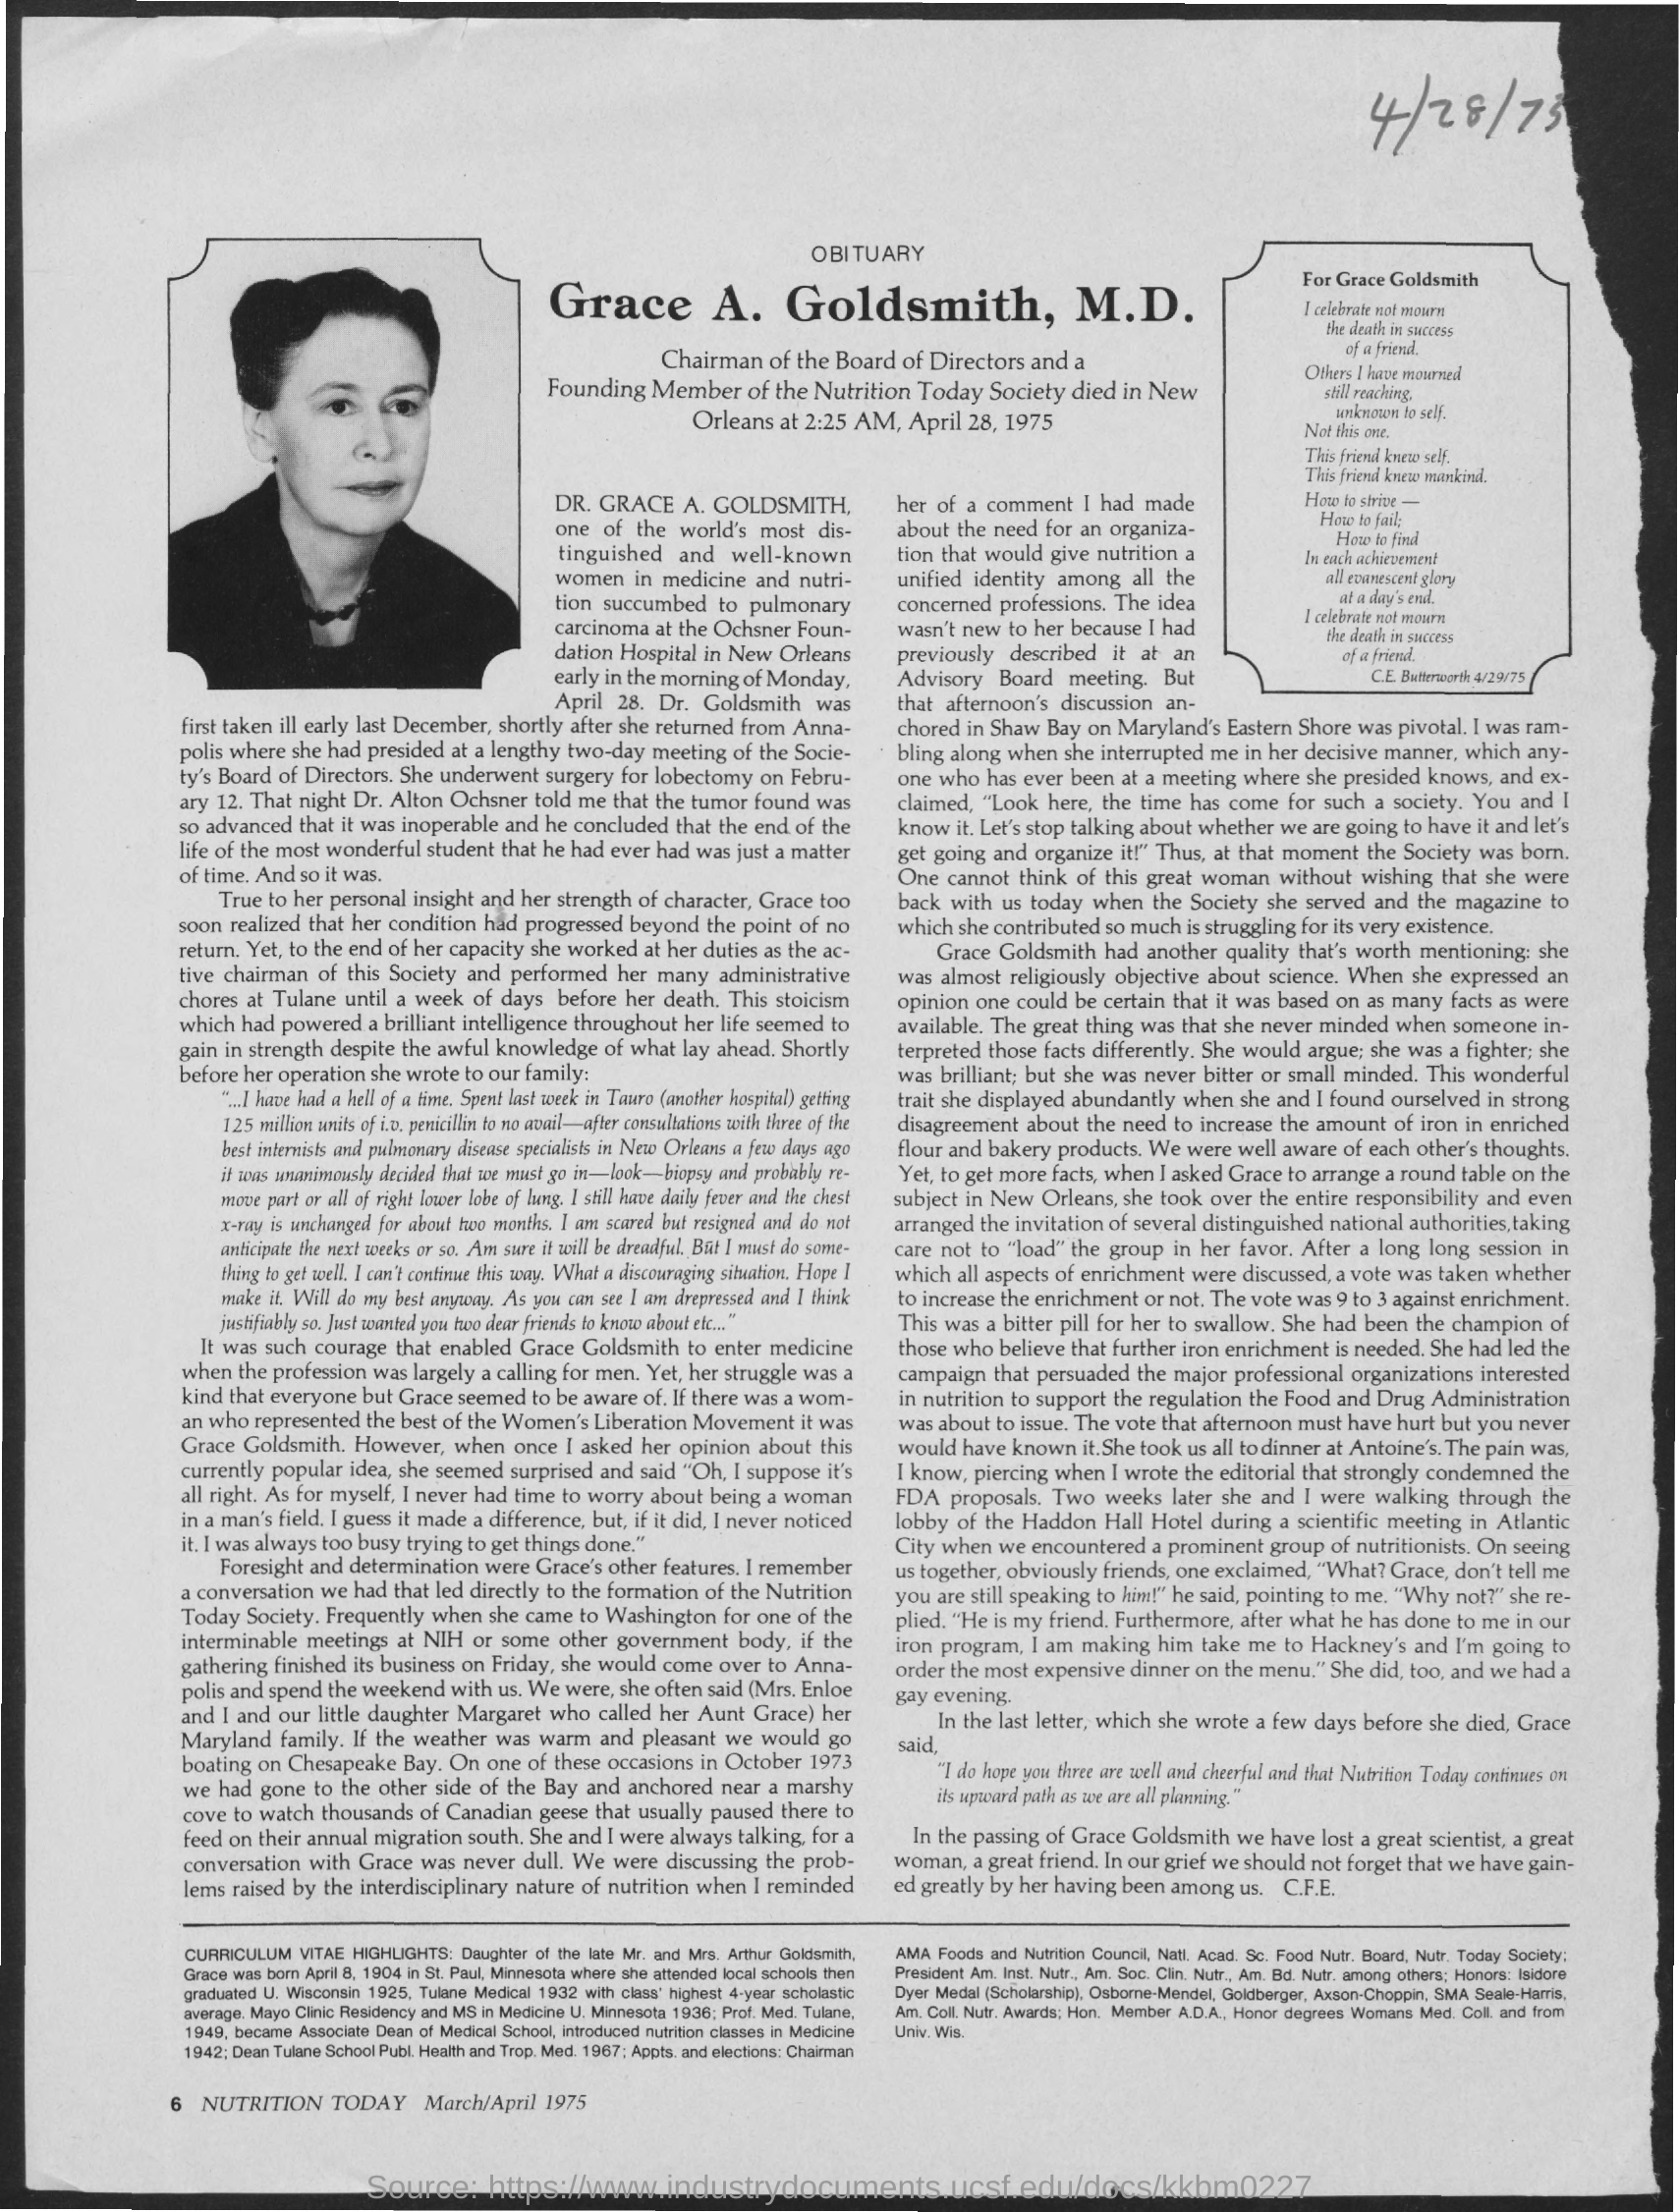 4/28/75
OBITUARY
Grace A. Goldsmith, M.D.
Chairman of the Board of Directors and a
Founding Member of the Nutrition Today Society died in New
Orleans at 2:25 AM, April 28, 1975
For Grace Goldsmith
I celebrate not mourn
the death in success
of a friend.
Others I have mourned
still reaching,
unknown to self.
Not this one.
This friend knew self.
This friend knew mankind.
How to strive —
How to fail;
How to find
In each achievement
all evanescent glory
at a day's end.
I celebrate not mourn
the death in success
of a friend.
C.E. Butterworth 4/29/75
DR. GRACE A. GOLDSMITH,
one of the world's most dis-
tinguished and well-known
women in medicine and nutri-
tion succumbed to pulmonary
carcinoma at the Ochsner Foun-
dation Hospital in New Orleans
early in the morning of Monday,
April 28. Dr. Goldsmith was
first taken ill early last December, shortly after she returned from Anna-
polis where she had presided at a lengthy two-day meeting of the Socie-
ty's Board of Directors. She underwent surgery for lobectomy on Febru-
ary 12. That night Dr. Alton Ochsner told me that the tumor found was
so advanced that it was inoperable and he concluded that the end of the
life of the most wonderful student that he had ever had was just a matter
of time. And so it was.
True to her personal insight and her strength of character, Grace too
soon realized that her condition had progressed beyond the point of no
return. Yet, to the end of her capacity she worked at her duties as the ac-
tive chairman of this Society and performed her many administrative
chores at Tulane until a week of days before her death. This stoicism
which had powered a brilliant intelligence throughout her life seemed to
gain in strength despite the awful knowledge of what lay ahead. Shortly
before her operation she wrote to our family:
"...I have had a hell of a time. Spent last week in Tauro (another hospital) getting
125 million units of i.v. penicillin to no avail—after consultations with three of the
best internists and pulmonary disease specialists in New Orleans a few days ago
it was unanimously decided that we must go in—look—biopsy and probably re-
move part or all of right lower lobe of lung. I still have daily fever and the chest
x-ray is unchanged for about two months. I am scared but resigned and do not
anticipate the next weeks or so. Am sure it will be dreadful. But I must do some-
thing to get well. I can't continue this way. What a discouraging situation. Hope I
make it. Will do my best anyway. As you can see I am drepressed and I think
justifiably so. Just wanted you two dear friends to know about etc..."
It was such courage that enabled Grace Goldsmith to enter medicine
when the profession was largely a calling for men. Yet, her struggle was a
kind that everyone but Grace seemed to be aware of. If there was a wom-
an who represented the best of the Women's Liberation Movement it was
Grace Goldsmith. However, when once I asked her opinion about this
currently popular idea, she seemed surprised and said "Oh, I suppose it's
all right. As for myself, I never had time to worry about being a woman
in a man's field. I guess it made a difference, but, if it did, I never noticed
it. I was always too busy trying to get things done."
Foresight and determination were Grace's other features. I remember
a conversation we had that led directly to the formation of the Nutrition
Today Society. Frequently when she came to Washington for one of the
interminable meetings at NIH or some other government body, if the
gathering finished its business on Friday, she would come over to Anna-
polis and spend the weekend with us. We were, she often said (Mrs. Enloe
and I and our little daughter Margaret who called her Aunt Grace) her
Maryland family. If the weather was warm and pleasant we would go
boating on Chesapeake Bay. On one of these occasions in October 1973
we had gone to the other side of the Bay and anchored near a marshy
cove to watch thousands of Canadian geese that usually paused there to
feed on their annual migration south. She and I were always talking, for a
conversation with Grace was never dull. We were discussing the prob-
lems raised by the interdisciplinary nature of nutrition when I reminded
her of a comment I had made
about the need for an organiza-
tion that would give nutrition a
unified identity among all the
concerned professions. The idea
wasn't new to her because I had
previously described it at an
Advisory Board meeting. But
that afternoon's discussion an-
chored in Shaw Bay on Maryland's Eastern Shore was pivotal. I was ram-
bling along when she interrupted me in her decisive manner, which any-
one who has ever been at a meeting where she presided knows, and ex-
claimed, "Look here, the time has come for such a society. You and I
know it. Let's stop talking about whether we are going to have it and let's
get going and organize it!" Thus, at that moment the Society was born.
One cannot think of this great woman without wishing that she were
back with us today when the Society she served and the magazine to
which she contributed so much is struggling for its very existence.
Grace Goldsmith had another quality that's worth mentioning: she
was almost religiously objective about science. When she expressed an
opinion one could be certain that it was based on as many facts as were
available. The great thing was that she never minded when someone in-
terpreted those facts differently. She would argue; she was a fighter; she
was brilliant; but she was never bitter or small minded. This wonderful
trait she displayed abundantly when she and I found ourselved in strong
disagreement about the need to increase the amount of iron in enriched
flour and bakery products. We were well aware of each other's thoughts.
Yet, to get more facts, when I asked Grace to arrange a round table on the
subject in New Orleans, she took over the entire responsibility and even
arranged the invitation of several distinguished national authorities, taking
care not to "load" the group in her favor. After a long long session in
which all aspects of enrichment were discussed, a vote was taken whether
to increase the enrichment or not. The vote was 9 to 3 against enrichment.
This was a bitter pill for her to swallow. She had been the champion of
those who believe that further iron enrichment is needed. She had led the
campaign that persuaded the major professional organizations interested
in nutrition to support the regulation the Food and Drug Administration
was about to issue. The vote that afternoon must have hurt but you never
would have known it. She took us all to dinner at Antoine's. The pain was,
I know, piercing when I wrote the editorial that strongly condemned the
FDA proposals. Two weeks later she and I were walking through the
lobby of the Haddon Hall Hotel during a scientific meeting in Atlantic
City when we encountered a prominent group of nutritionists. On seeing
us together, obviously friends, one exclaimed, "What? Grace, don't tell me
you are still speaking to him!" he said, pointing to me. "Why not?" she re-
plied. "He is my friend. Furthermore, after what he has done to me in our
iron program, I am making him take me to Hackney's and I'm going to
order the most expensive dinner on the menu." She did, too, and we had a
gay evening.
In the last letter, which she wrote a few days before she died, Grace
said,
"I do hope you three are well and cheerful and that Nutrition Today continues on
its upward path as we are all planning."
In the passing of Grace Goldsmith we have lost a great scientist, a great
woman, a great friend. In our grief we should not forget that we have gain-
ed greatly by her having been among us. C.F.E.
CURRICULUM VITAE HIGHLIGHTS: Daughter of the late Mr. and Mrs. Arthur Goldsmith,
Grace was born April 8, 1904 in St. Paul, Minnesota where she attended local schools then
graduated U. Wisconsin 1925, Tulane Medical 1932 with class' highest 4-year scholastic
average. Mayo Clinic Residency and MS in Medicine U. Minnesota 1936; Prof. Med. Tulane,
1949, became Associate Dean of Medical School, introduced nutrition classes in Medicine
1942; Dean Tulane School Publ. Health and Trop. Med. 1967; Appts. and elections: Chairman
AMA Foods and Nutrition Council, Natl. Acad. Sc. Food Nutr. Board, Nutr. Today Society;
President Am. Inst. Nutr., Am. Soc. Clin. Nutr., Am. Bd. Nutr. among others; Honors: Isidore
Dyer Medal (Scholarship), Osborne-Mendel, Goldberger, Axson-Choppin, SMA Seale-Harris,
Am. Coll. Nutr. Awards; Hon. Member A.D.A., Honor degrees Womans Med. Coll. and from
Univ. Wis.
6 NUTRITION TODAY March/April 1975
Source: https://www.industrydocuments.ucsf.edu/docs/kkbm0227